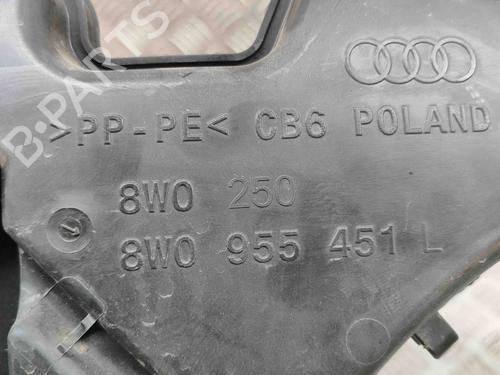 B-PARTS
>PP-PE< CB6 POLAND
8W0 250
8W0 955 451 L